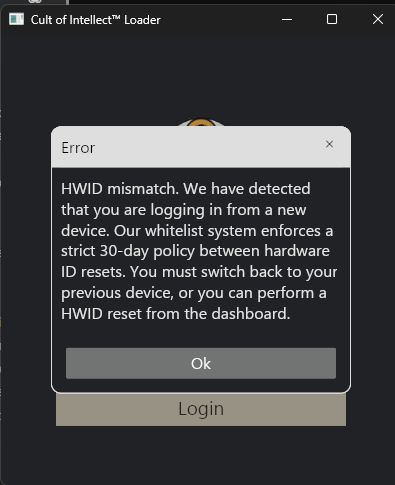 Cult of Intellect™ Loader
Error
HWID mismatch. We have detected
that you are logging in from a new
device. Our whitelist system enforces a
strict 30-day policy between hardware
ID resets. You must switch back to your
previous device, or you can perform a
HWID reset from the dashboard.
Ok
Login